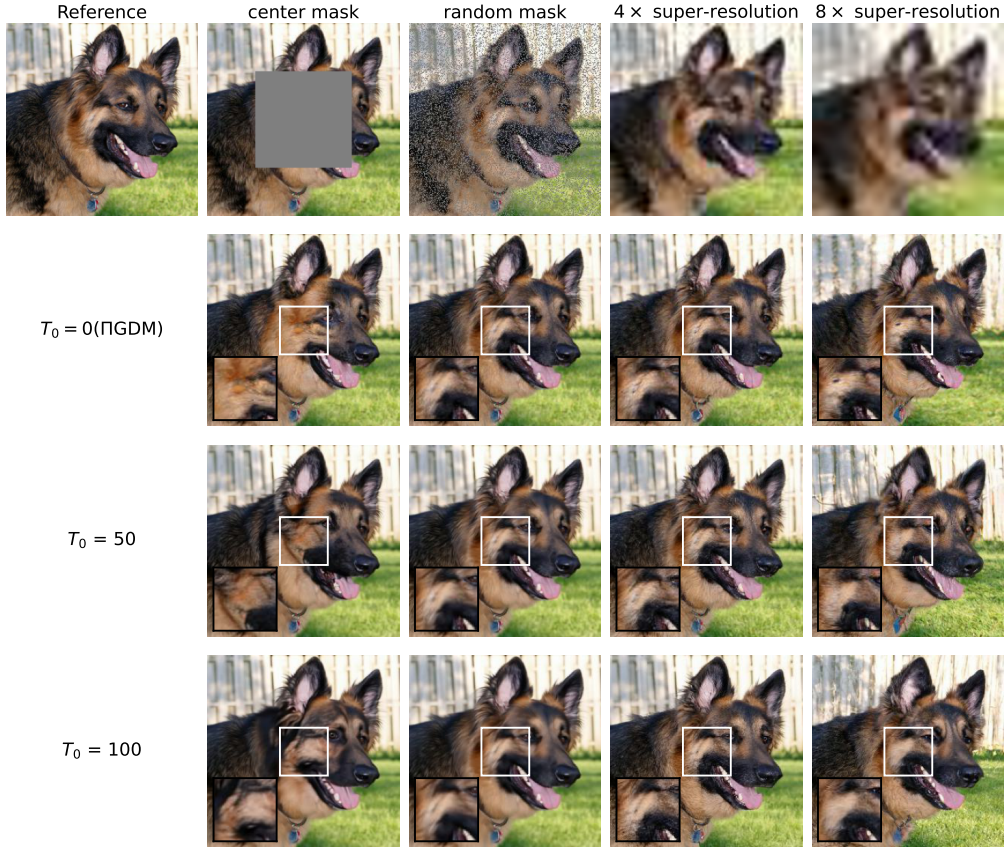 Reference
center mask
random mask
4× super-resolution
8× super-resolution
T₀ = 0(ΠGDM)
T₀ = 50
T₀ = 100